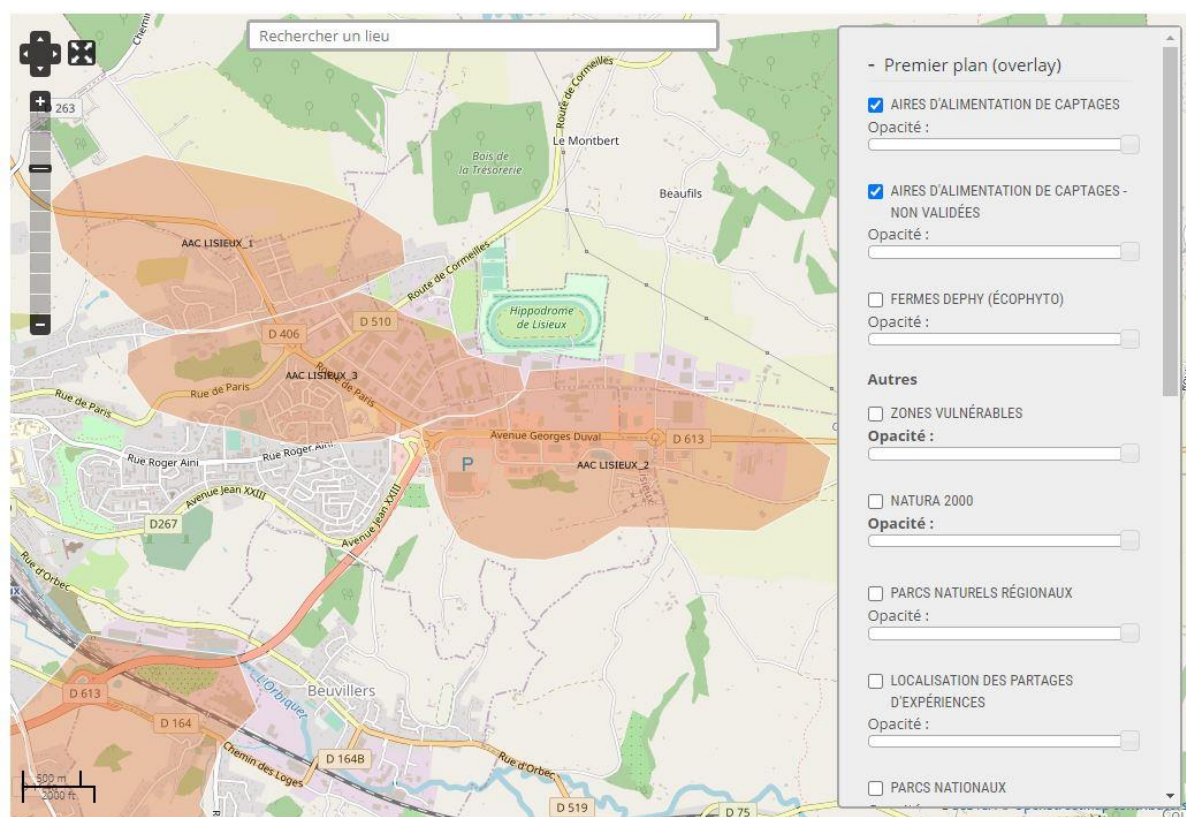 Rechercher un lieu
Chemin
D 263
Route de Cormeilles
Le Montbert
Bois de
la Trésorerie
Beaufils
AAC LISIEUX_1
Route de Cormeilles
Hippodrome
de Lisieux
D 510
D 406
AAC LISIEUX_3
Rue de Paris
Rue de Paris
Rue de Paris
Avenue Georges Duval
D 613
Rue Roger Aini
Rue Roger Aini
P
AAC LISIEUX_2
Lisieux
Avenue Jean XXIII
Avenue Jean XXIII
D267
Rue d'Orbec
L'Orbiquet
Beuvillers
D 613
D 164
D 164B
Chemin des Loges
Rue d'Orbec
D 519
D 75
500 m
2000 ft
- Premier plan (overlay)
AIRES D'ALIMENTATION DE CAPTAGES
Opacité :
AIRES D'ALIMENTATION DE CAPTAGES -
NON VALIDÉES
Opacité :
FERMES DEPHY (ÉCOPHYTO)
Opacité :
Autres
ZONES VULNÉRABLES
Opacité :
NATURA 2000
Opacité :
PARCS NATURELS RÉGIONAUX
Opacité :
LOCALISATION DES PARTAGES
D'EXPÉRIENCES
Opacité :
PARCS NATIONAUX